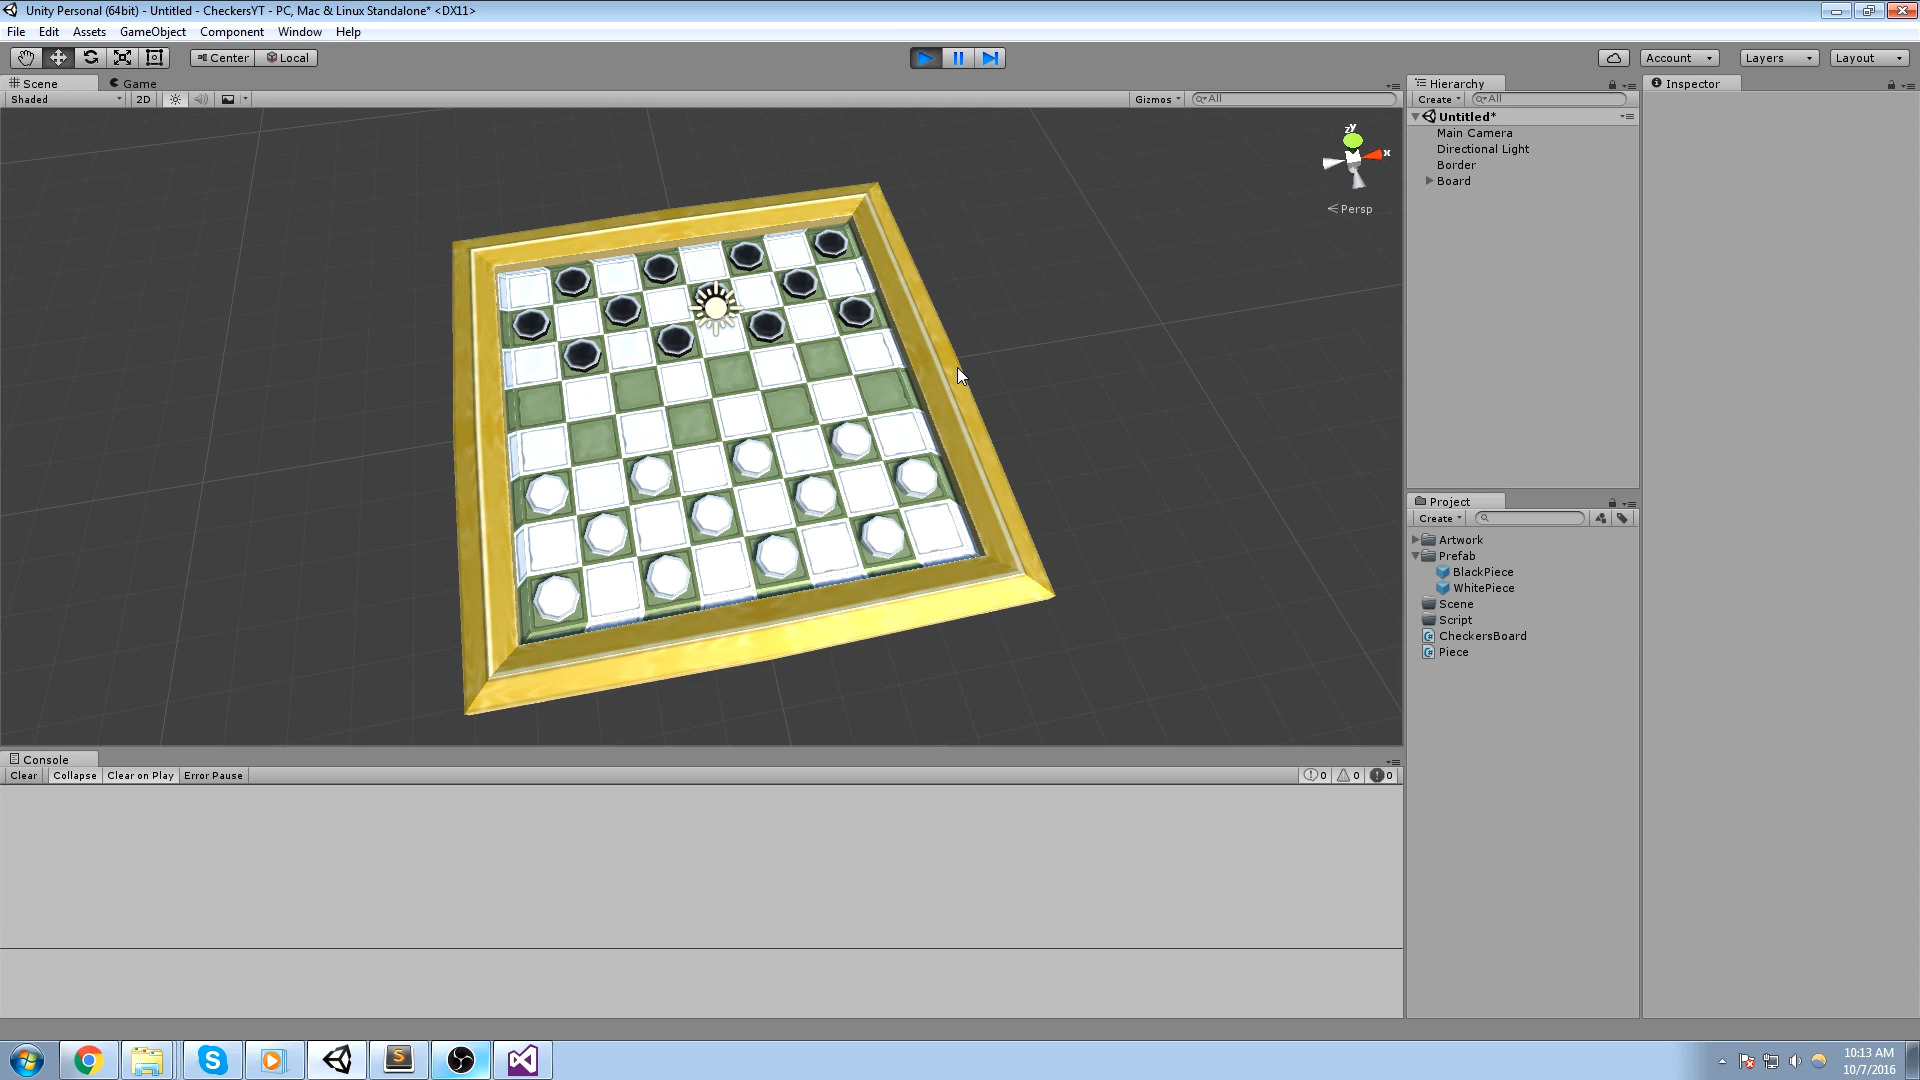 Unity Personal (64bit) - Untitled - CheckersYT - PC, Mac & Linux Standalone* <DX11>
File Edit Assets GameObject Component Window Help
Center Local Account Layers Layout
Scene Game
Shaded 2D Gizmos All
y
z
x
Persp
Hierarchy
Create All
Untitled*
Main Camera
Directional Light
Border
Board
Inspector
Project
Create
Artwork
Prefab
BlackPiece
WhitePiece
Scene
Script
CheckersBoard
Piece
Console
Clear Collapse Clear on Play Error Pause 0 0 0
10:13 AM
10/7/2016